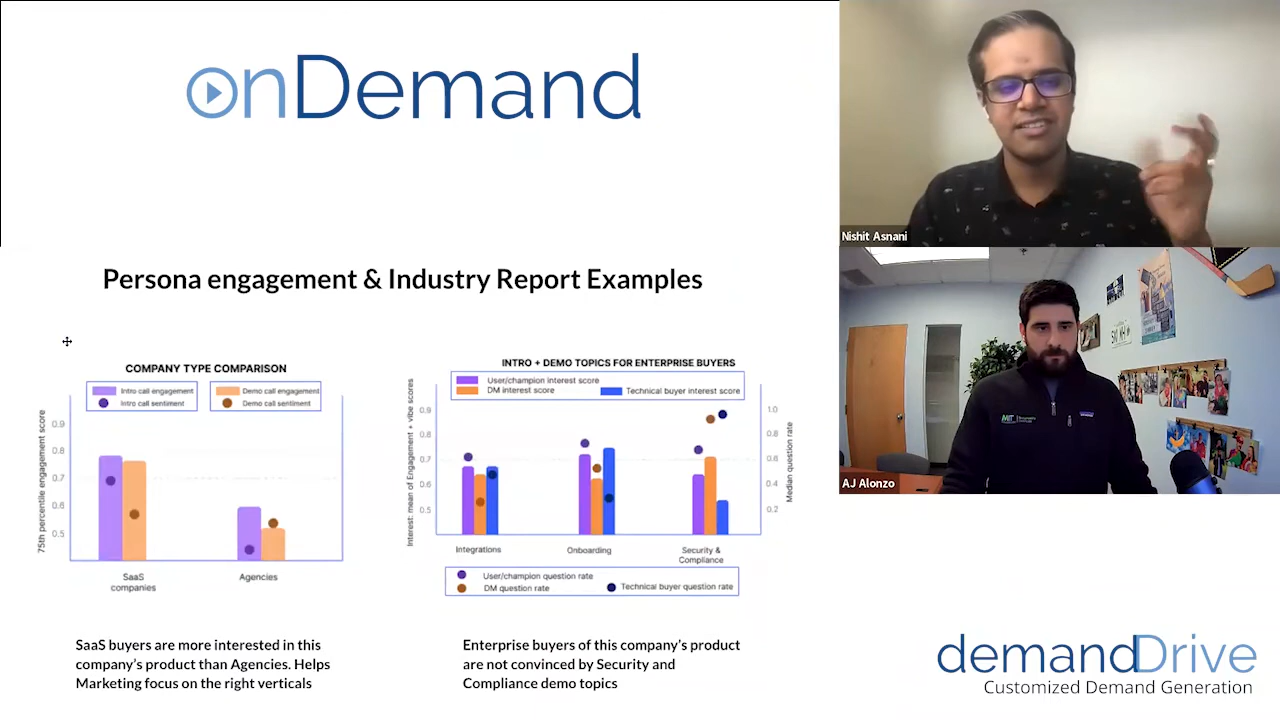 onDemand
Nishit Asnani
Persona engagement & Industry Report Examples
COMPANY TYPE COMPARISON
Intro call engagement
Demo call engagement
Intro call sentiment
Demo call sentiment
75th percentile engagement score
0.9
0.8
0.7
0.6
0.5
SaaS
companies
Agencies
INTRO + DEMO TOPICS FOR ENTERPRISE BUYERS
User/champion interest score
DM interest score
Technical buyer interest score
Interest: mean of Engagement + vibe scores
0.9
0.8
0.7
0.6
0.5
1.0
0.8
0.6
0.4
0.2
Median question rate
Integrations
Onboarding
Security &
Compliance
User/champion question rate
DM question rate
Technical buyer question rate
SaaS buyers are more interested in this
company's product than Agencies. Helps
Marketing focus on the right verticals
Enterprise buyers of this company's product
are not convinced by Security and
Compliance demo topics
MIT
AJ Alonzo
demandDrive
Customized Demand Generation